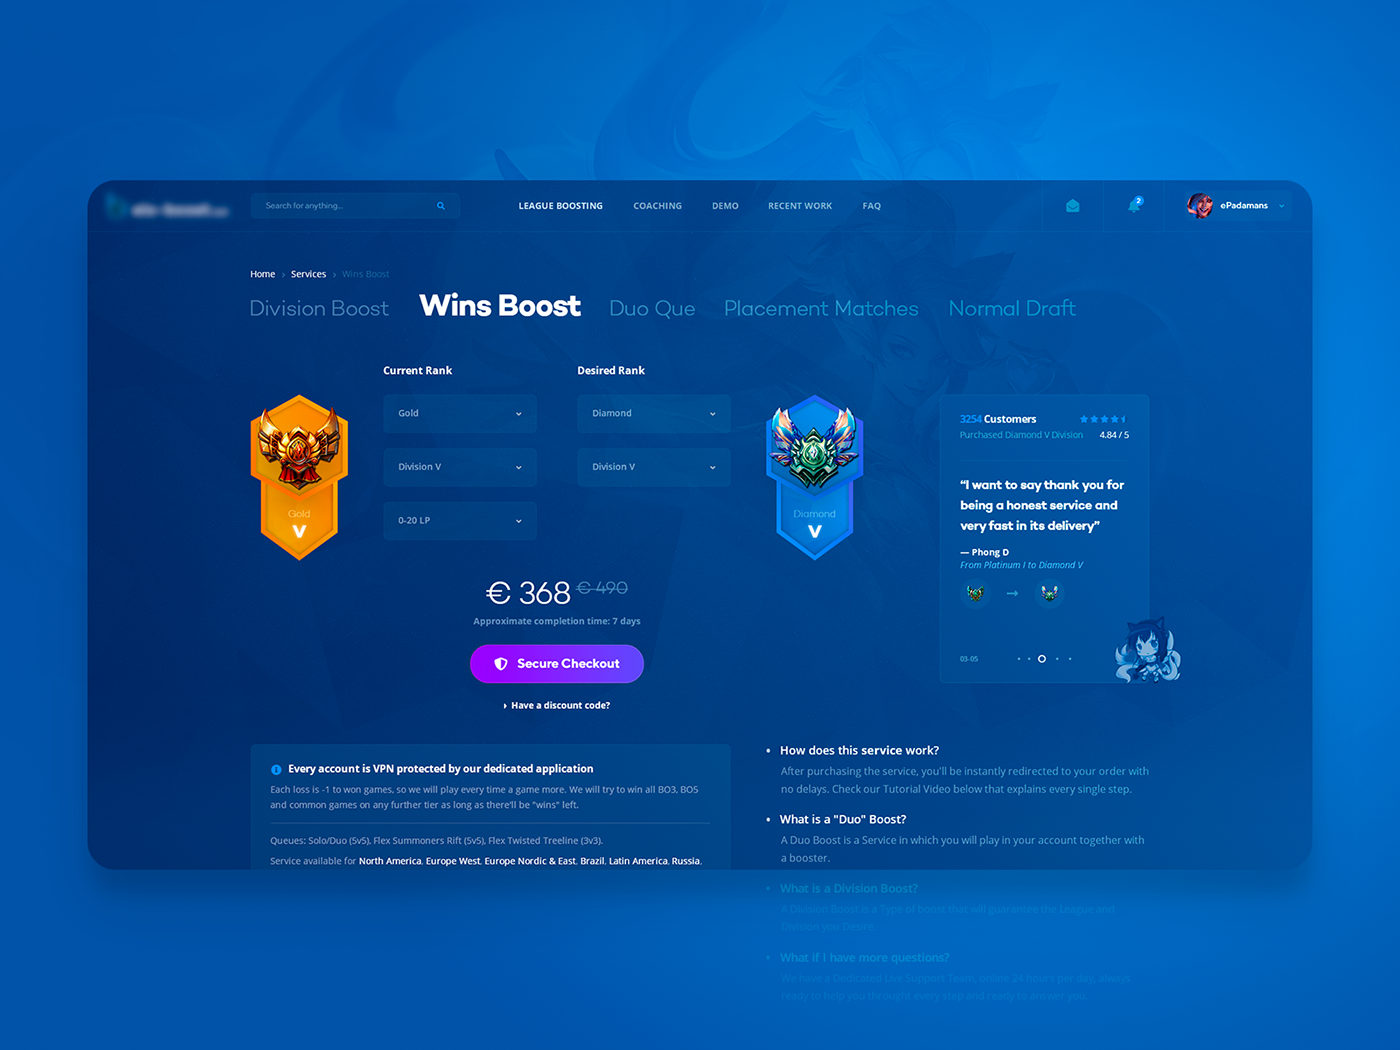 Search for anything...
LEAGUE BOOSTING
COACHING
DEMO
RECENT WORK
FAQ
2
ePadamans
Home › Services › Wins Boost
Division Boost
Wins Boost
Duo Que
Placement Matches
Normal Draft
Current Rank
Desired Rank
Gold
Division V
0-20 LP
Diamond
Division V
Gold
V
Diamond
V
€ 368 € 490
Approximate completion time: 7 days
Secure Checkout
Have a discount code?
3254 Customers
Purchased Diamond V Division
4.84 / 5
“I want to say thank you for
being a honest service and
very fast in its delivery”
— Phong D
From Platinum I to Diamond V
03-05
Every account is VPN protected by our dedicated application
Each loss is -1 to won games, so we will play every time a game more. We will try to win all BO3, BO5
and common games on any further tier as long as there'll be "wins" left.
Queues: Solo/Duo (5v5), Flex Summoners Rift (5v5), Flex Twisted Treeline (3v3).
Service available for North America, Europe West, Europe Nordic & East, Brazil, Latin America, Russia,
• How does this service work?
After purchasing the service, you'll be instantly redirected to your order with
no delays. Check our Tutorial Video below that explains every single step.
• What is a "Duo" Boost?
A Duo Boost is a Service in which you will play in your account together with
a booster.
• What is a Division Boost?
A Division Boost is a Type of boost that will guarantee the League and
Division you Desire
• What if I have more questions?
We have a Dedicated Live Support Team, online 24 hours per day, always
ready to help you throught every step and ready to answer you.